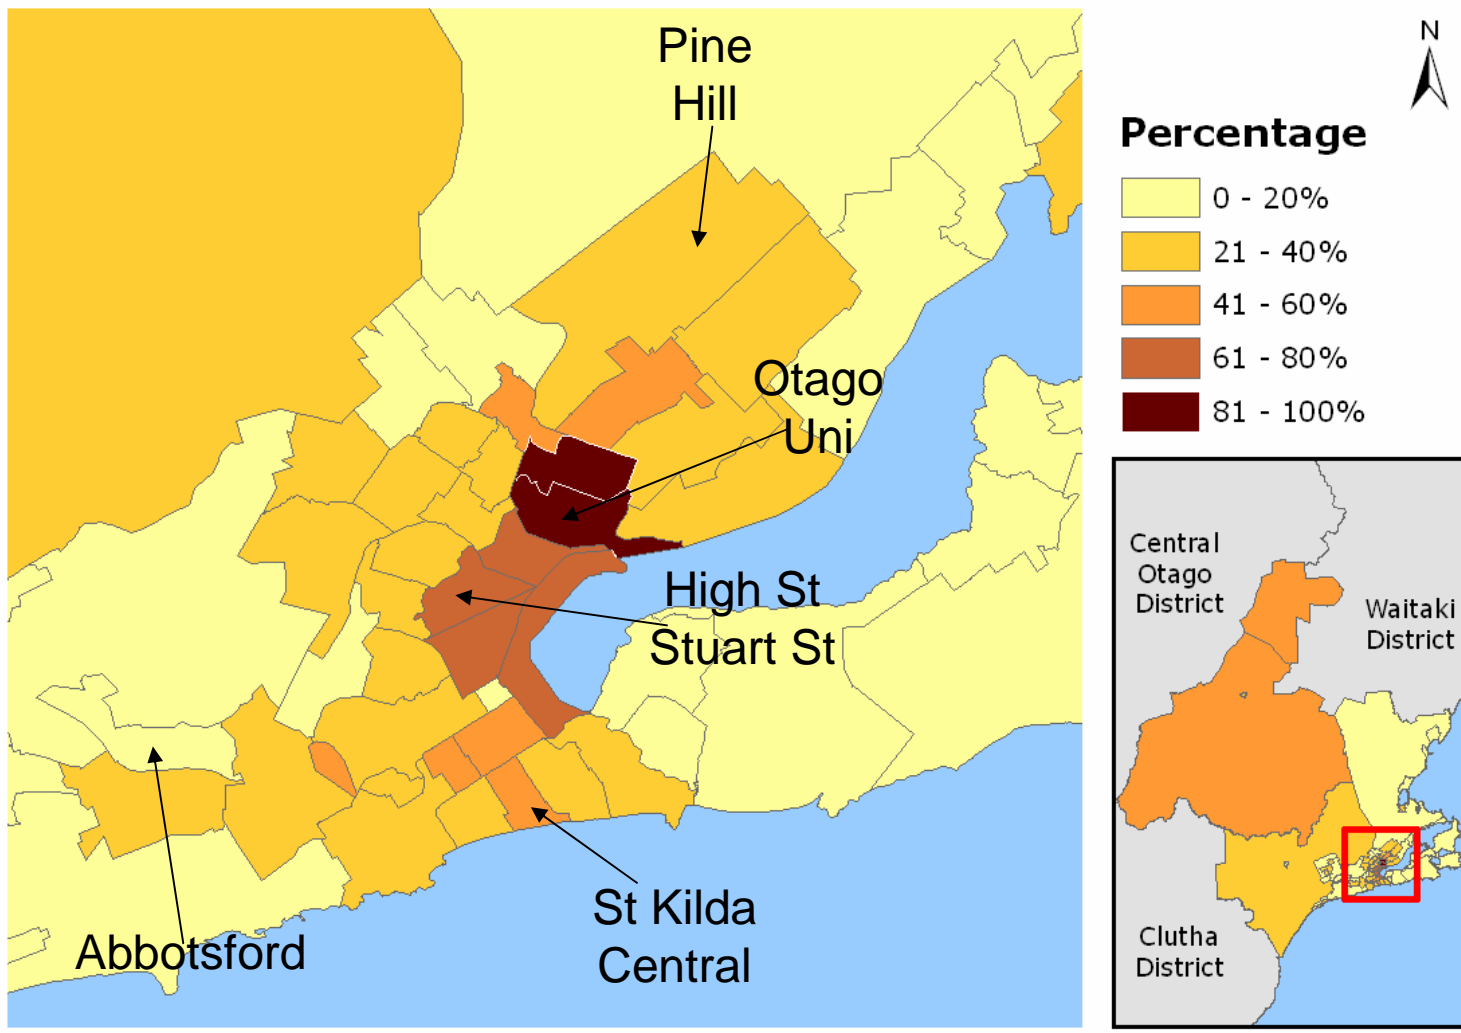 Pine
Hill
Otago
Uni
High St
Stuart St
St Kilda
Central
Abbotsford
N
Percentage
0 - 20%
21 - 40%
41 - 60%
61 - 80%
81 - 100%
Central
Otago
District
Waitaki
District
Clutha
District